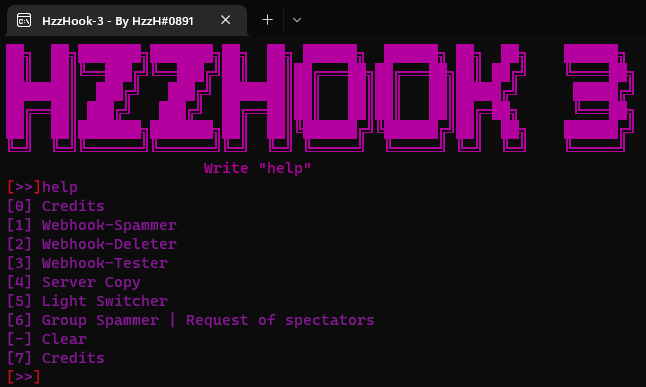 HzzHook-3 - By HzzH#0891
HZZHOOK 3
Write "help"
[>>]help
[0] Credits
[1] Webhook-Spammer
[2] Webhook-Deleter
[3] Webhook-Tester
[4] Server Copy
[5] Light Switcher
[6] Group Spammer | Request of spectators
[-] Clear
[7] Credits
[>>]